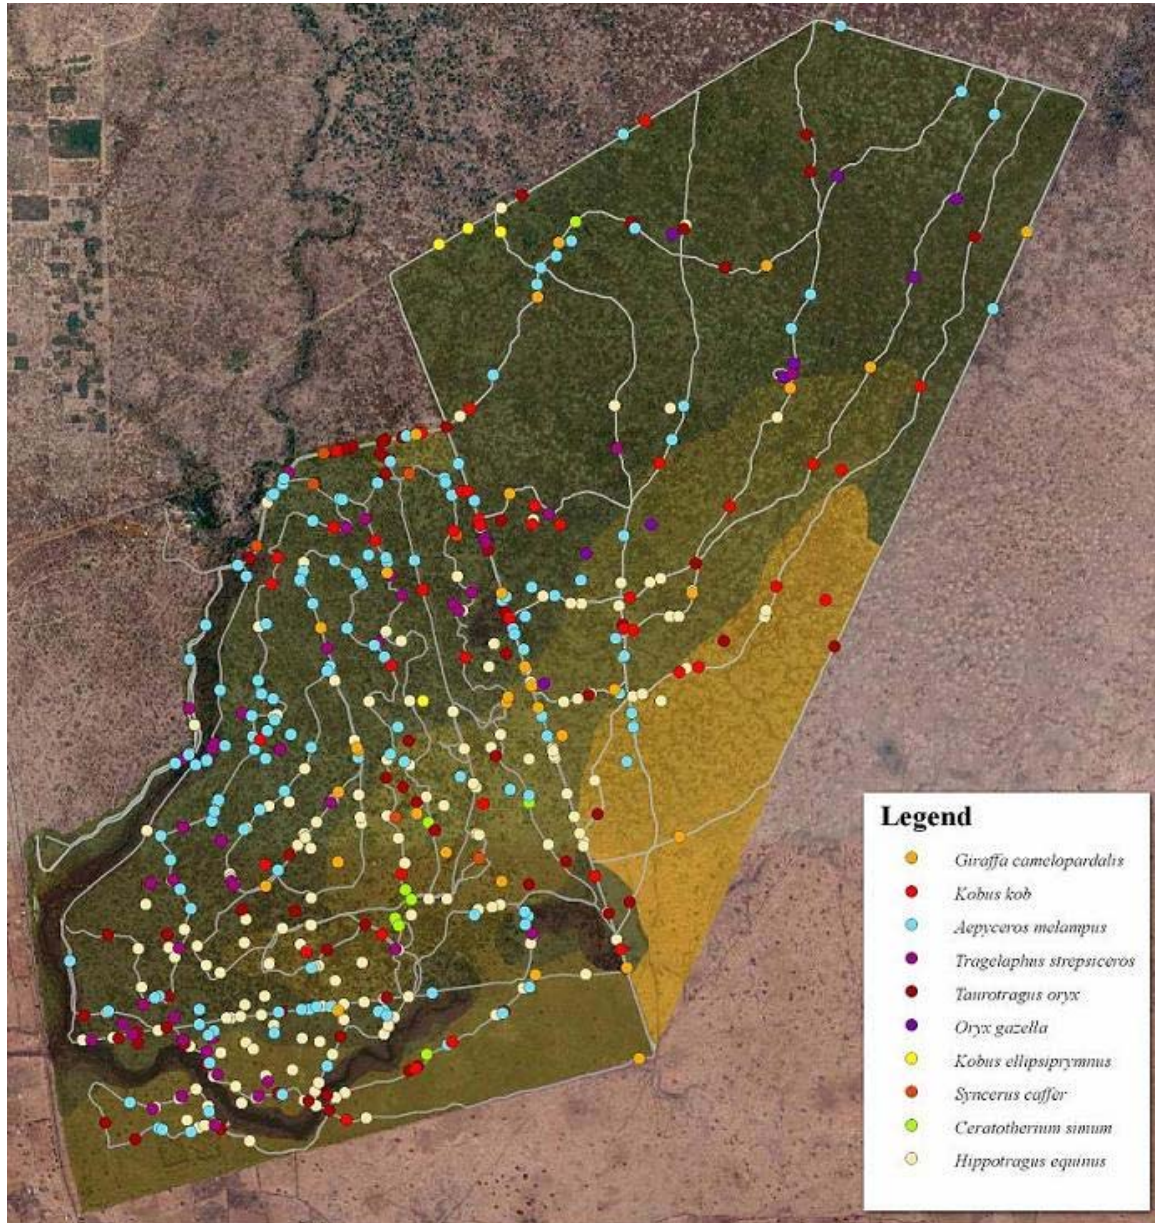 Legend
Giraffa camelopardalis
Kobus kob
Aepyceros melampus
Tragelaphus strepsiceros
Taurotragus oryx
Oryx gazella
Kobus ellipsiprymnus
Syncerus caffer
Ceratotherium simum
Hippotragus equinus